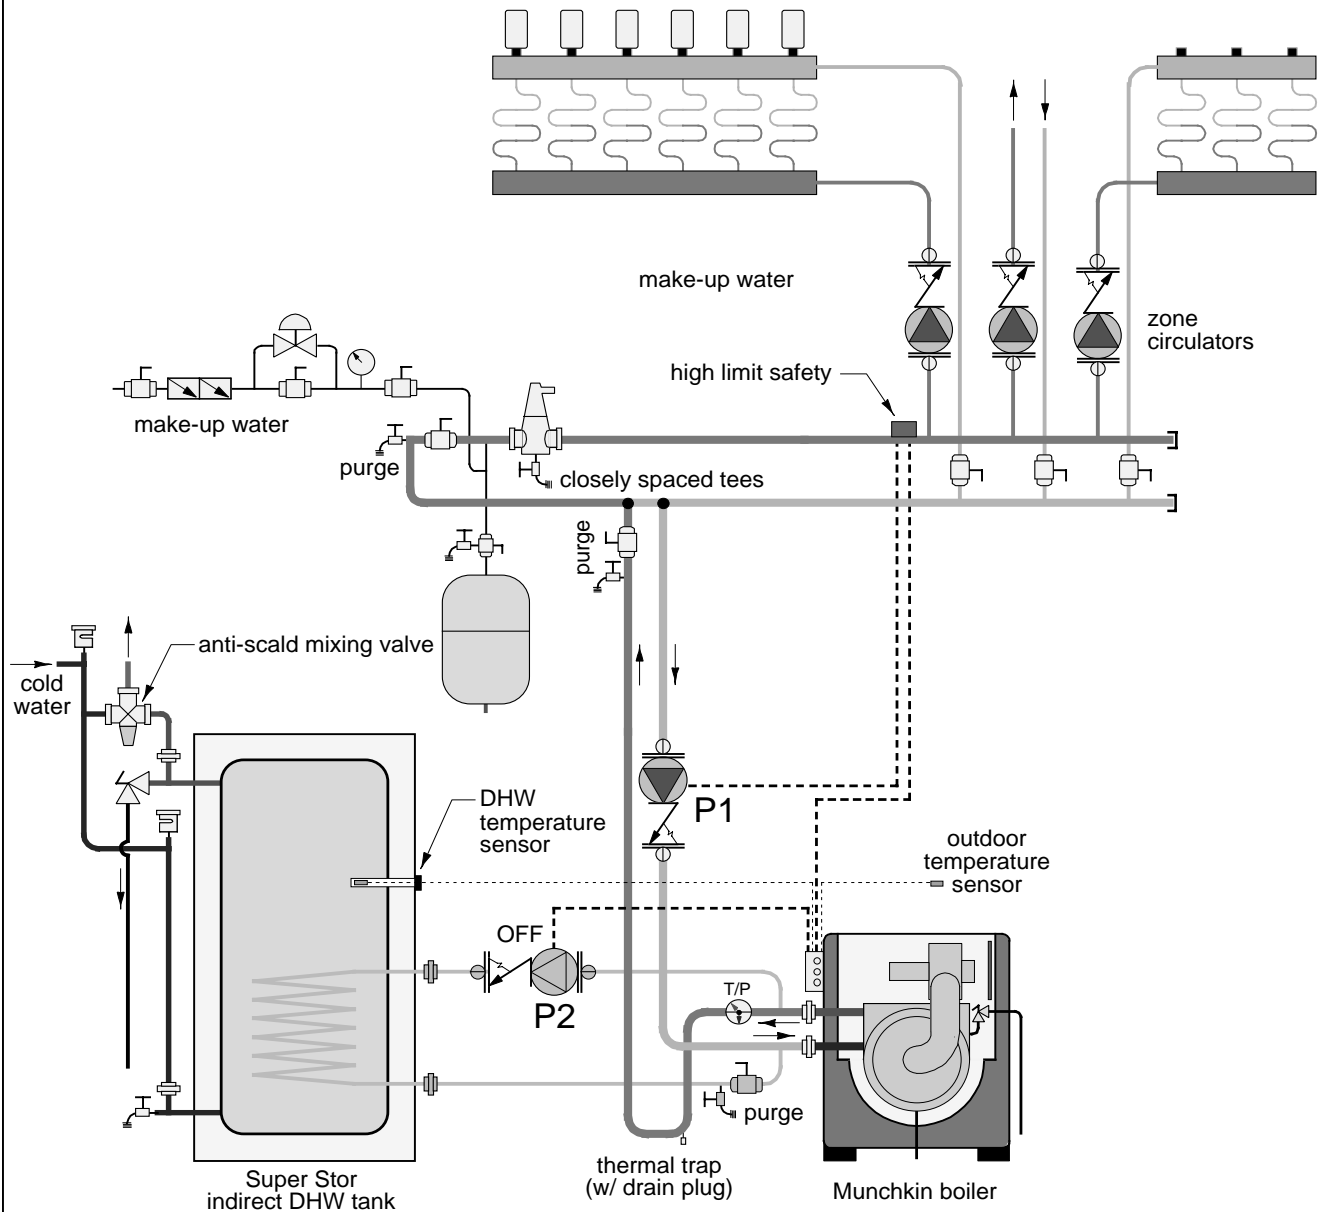 make-up water
zone
circulators
high limit safety
make-up water
purge
closely spaced tees
purge
anti-scald mixing valve
cold
water
DHW
temperature
sensor
P1
outdoor
temperature
sensor
OFF
P2
T/P
purge
thermal trap
(w/ drain plug)
Super Stor
indirect DHW tank
Munchkin boiler